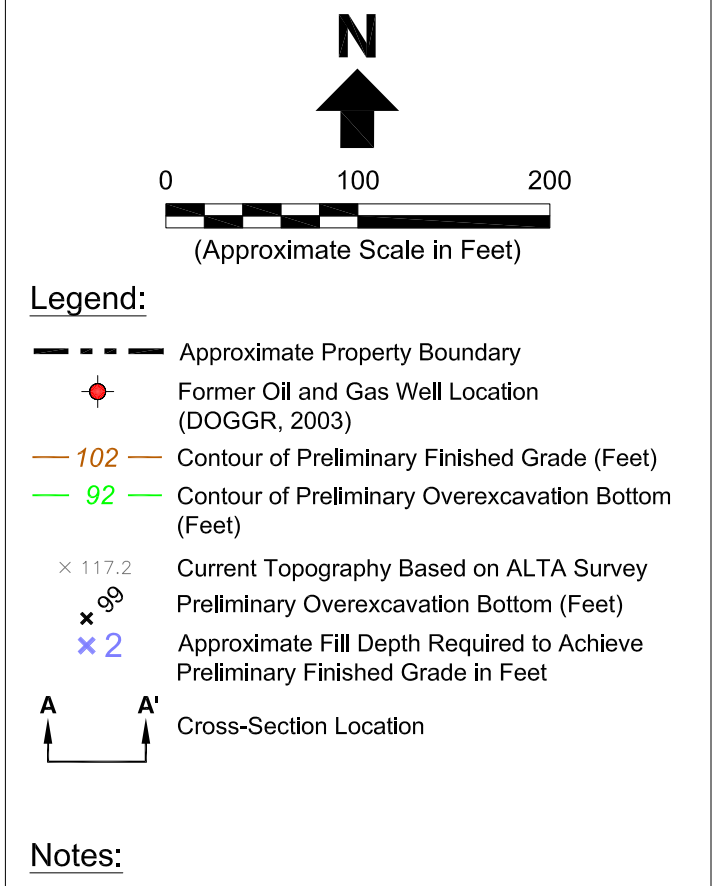 N
0 100 200
(Approximate Scale in Feet)
Legend:
Approximate Property Boundary
Former Oil and Gas Well Location
(DOGGR, 2003)
102 Contour of Preliminary Finished Grade (Feet)
92 Contour of Preliminary Overexcavation Bottom
(Feet)
× 117.2 Current Topography Based on ALTA Survey
× 99 Preliminary Overexcavation Bottom (Feet)
× 2 Approximate Fill Depth Required to Achieve
Preliminary Finished Grade in Feet
A A' Cross-Section Location
Notes: